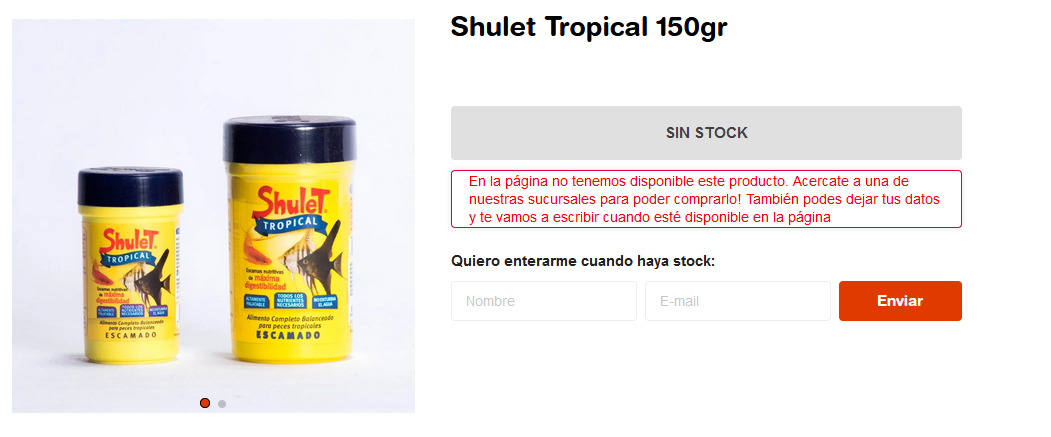 Shulet Tropical 150gr
SIN STOCK
En la página no tenemos disponible este producto. Acercate a una de
nuestras sucursales para poder comprarlo! También podes dejar tus datos
y te vamos a escribir cuando esté disponible en la página
Quiero enterarme cuando haya stock:
Nombre
E-mail
Enviar
ShuleT®
TROPICAL
Escamas nutritivas
de máxima
digestibilidad
ALTAMENTE
PALATABLE
TODOS LOS
NUTRIENTES
NECESARIOS
NO ENTURBIA
EL AGUA
Alimento Completo Balanceado
para peces tropicales
ESCAMADO
ShuleT®
TROPICAL
Escamas nutritivas
de máxima
digestibilidad
ALTAMENTE
PALATABLE
TODOS LOS
NUTRIENTES
NECESARIOS
NO ENTURBIA
EL AGUA
Alimento Completo Balanceado
para peces tropicales
ESCAMADO